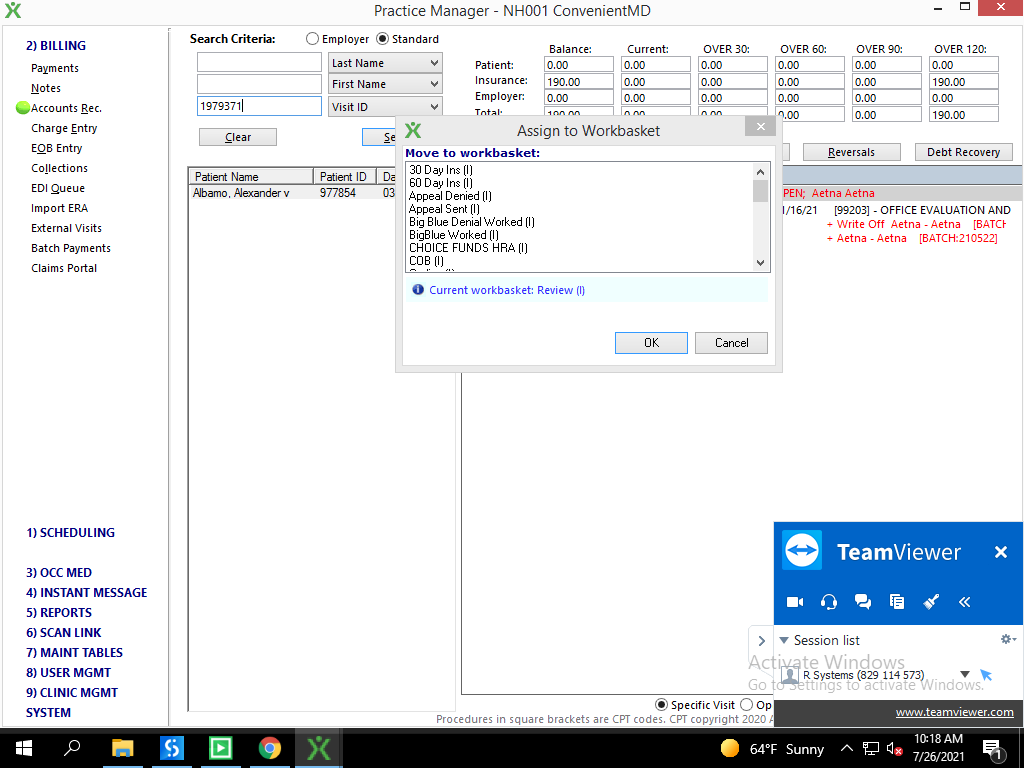 Practice Manager - NH001 ConvenientMD
2) BILLING
Payments
Notes
Accounts Rec.
Charge Entry
EOB Entry
Collections
EDI Queue
Import ERA
External Visits
Batch Payments
Claims Portal
1) SCHEDULING
3) OCC MED
4) INSTANT MESSAGE
5) REPORTS
6) SCAN LINK
7) MAINT TABLES
8) USER MGMT
9) CLINIC MGMT
SYSTEM
Search Criteria: Employer Standard
Last Name
First Name
1979371 Visit ID
Clear Se
Balance: Current: OVER 30: OVER 60: OVER 90: OVER 120:
Patient: 0.00 0.00 0.00 0.00 0.00 0.00
Insurance: 190.00 0.00 0.00 0.00 0.00 190.00
Employer: 0.00 0.00 0.00 0.00 0.00 0.00
Total: 190.00 0.00 0.00 0.00 0.00 190.00
Reversals Debt Recovery
Patient Name Patient ID Da
Albamo, Alexander v 977854 03
PEN; Aetna Aetna
1/16/21 [99203] - OFFICE EVALUATION AND
+ Write Off Aetna - Aetna [BATCH
+ Aetna - Aetna [BATCH:210522]
Assign to Workbasket
Move to workbasket:
30 Day Ins (I)
60 Day Ins (I)
Appeal Denied (I)
Appeal Sent (I)
Big Blue Denial Worked (I)
BigBlue Worked (I)
CHOICE FUNDS HRA (I)
COB (I)
Current workbasket: Review (I)
OK Cancel
TeamViewer
Session list
R Systems (829 114 573)
www.teamviewer.com
Activate Windows
Go to Settings to activate Windows.
Specific Visit Op
Procedures in square brackets are CPT codes. CPT copyright 2020 A
64°F Sunny
10:18 AM
7/26/2021
1